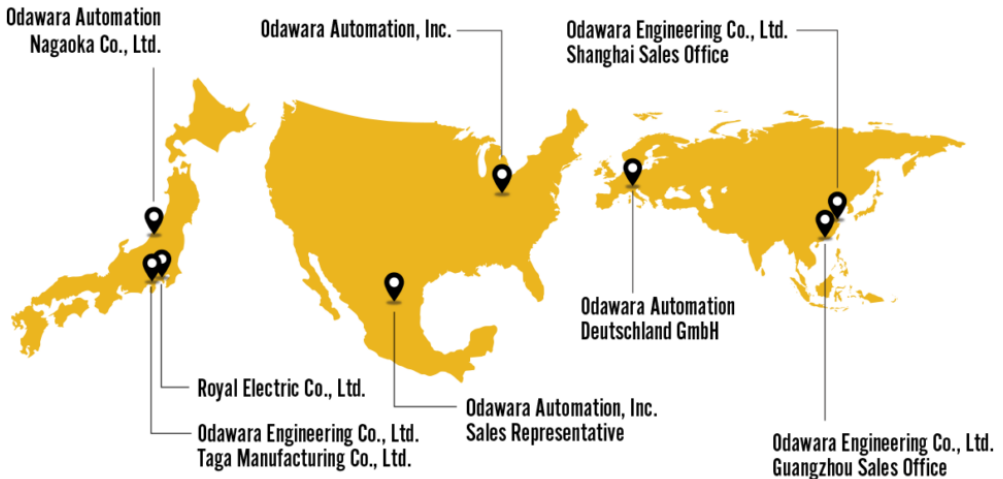 Odawara Automation
Nagaoka Co., Ltd.
Odawara Automation, Inc.
Odawara Engineering Co., Ltd.
Shanghai Sales Office
Odawara Automation
Deutschland GmbH
Royal Electric Co., Ltd.
Odawara Engineering Co., Ltd.
Taga Manufacturing Co., Ltd.
Odawara Automation, Inc.
Sales Representative
Odawara Engineering Co., Ltd.
Guangzhou Sales Office